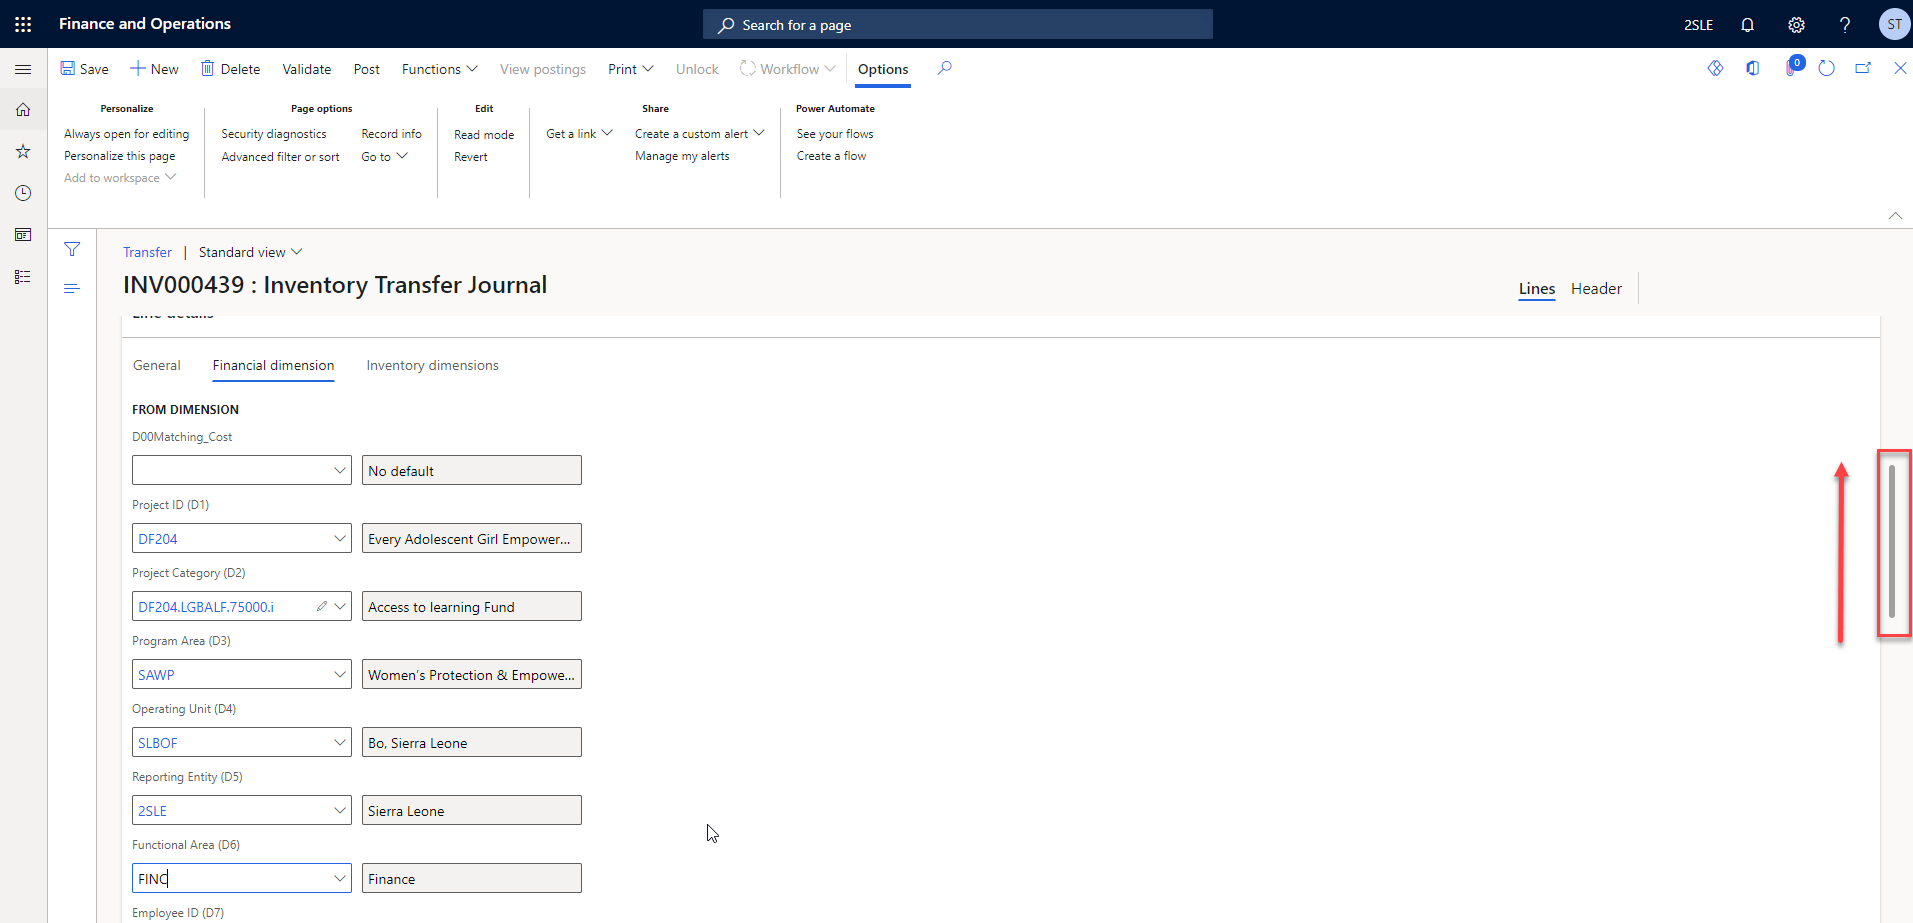 Finance and Operations
Search for a page
2SLE
ST
Save
New
Delete
Validate
Post
Functions
View postings
Print
Unlock
Workflow
Options
0
Personalize
Always open for editing
Personalize this page
Add to workspace
Page options
Security diagnostics
Record info
Advanced filter or sort
Go to
Edit
Read mode
Revert
Share
Get a link
Create a custom alert
Manage my alerts
Power Automate
See your flows
Create a flow
Transfer | Standard view
INV000439 : Inventory Transfer Journal
Lines
Header
Line details
General
Financial dimension
Inventory dimensions
FROM DIMENSION
D00Matching_Cost
No default
Project ID (D1)
DF204
Every Adolescent Girl Empower...
Project Category (D2)
DF204.LGBALF.75000.i
Access to learning Fund
Program Area (D3)
SAWP
Women's Protection & Empowe...
Operating Unit (D4)
SLBOF
Bo, Sierra Leone
Reporting Entity (D5)
2SLE
Sierra Leone
Functional Area (D6)
FINC
Finance
Employee ID (D7)